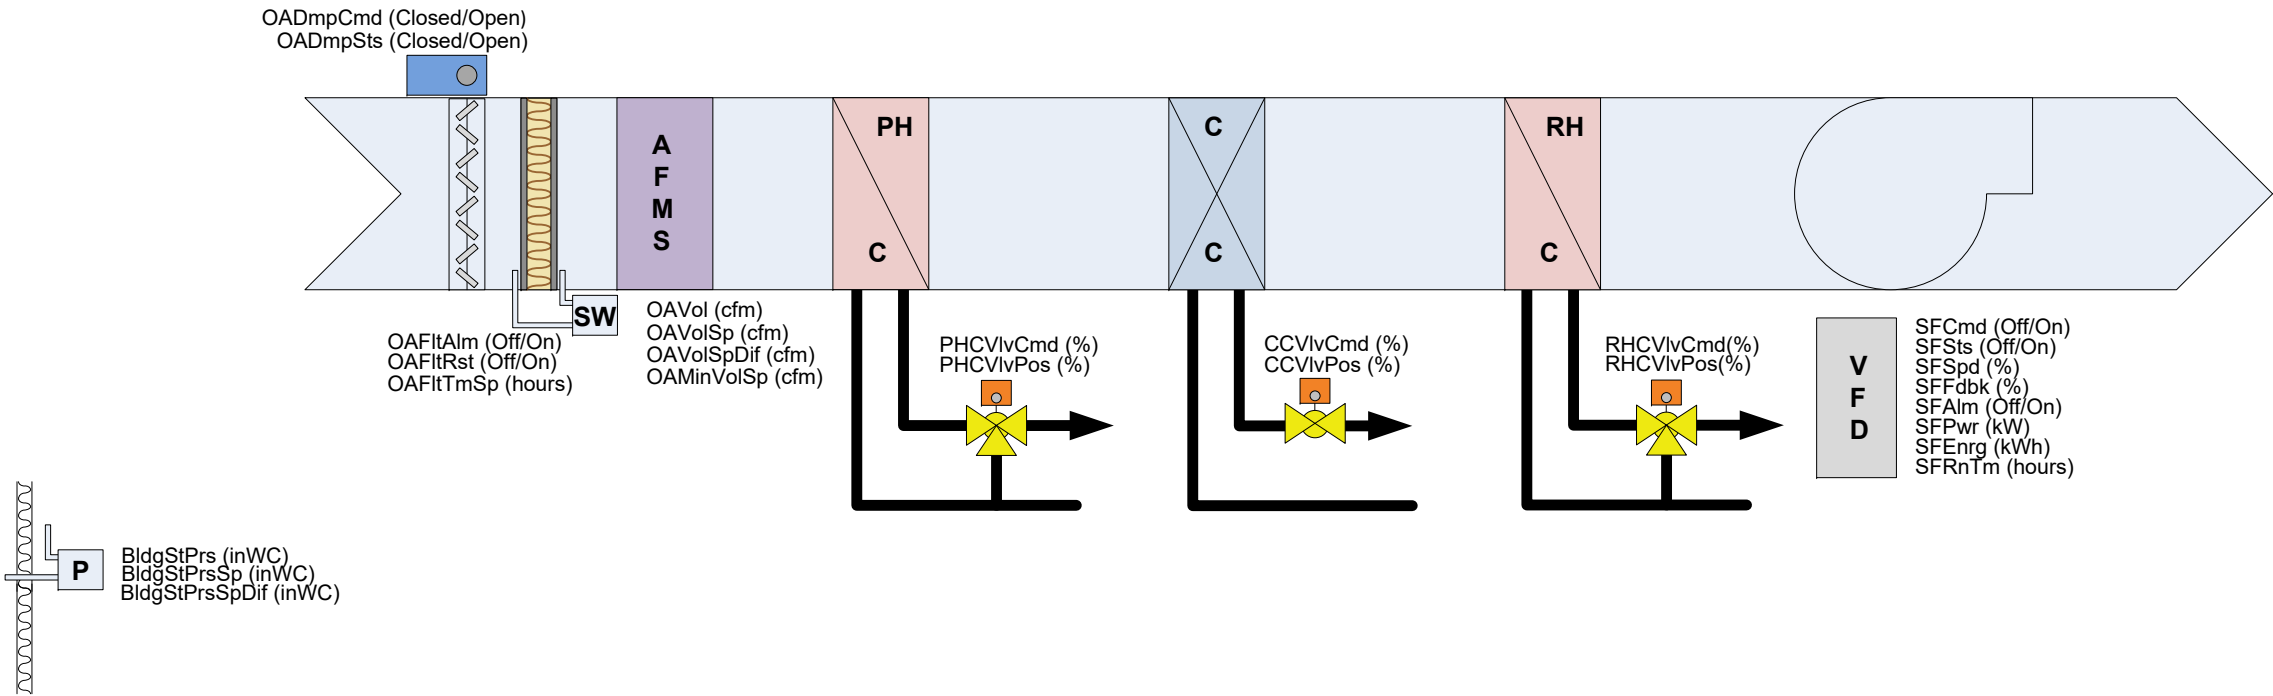 OADmpCmd (Closed/Open)
OADmpSts (Closed/Open)
A
F
M
S
PH
C
C
C
RH
C
SW
OAFltAlm (Off/On)
OAFltRst (Off/On)
OAFltTmSp (hours)
OAVol (cfm)
OAVolSp (cfm)
OAVolSpDif (cfm)
OAMinVolSp (cfm)
PHCVlvCmd (%)
PHCVlvPos (%)
CCVlvCmd (%)
CCVlvPos (%)
RHCVlvCmd(%)
RHCVlvPos(%)
V
F
D
SFCmd (Off/On)
SFSts (Off/On)
SFSpd (%)
SFFdbk (%)
SFAlm (Off/On)
SFPwr (kW)
SFEnrg (kWh)
SFRnTm (hours)
P
BldgStPrs (inWC)
BldgStPrsSp (inWC)
BldgStPrsSpDif (inWC)